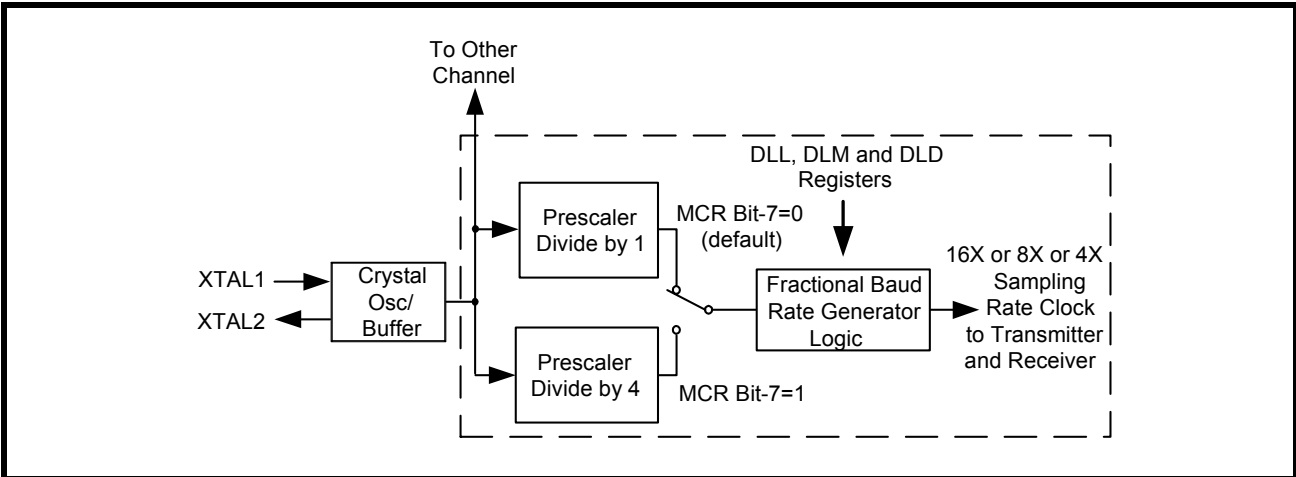 To Other
Channel
DLL, DLM and DLD
Registers
Prescaler
Divide by 1
MCR Bit-7=0
(default)
16X or 8X or 4X
Sampling
Rate Clock
to Transmitter
and Receiver
XTAL1
XTAL2
Crystal
Osc/
Buffer
Fractional Baud
Rate Generator
Logic
Prescaler
Divide by 4
MCR Bit-7=1